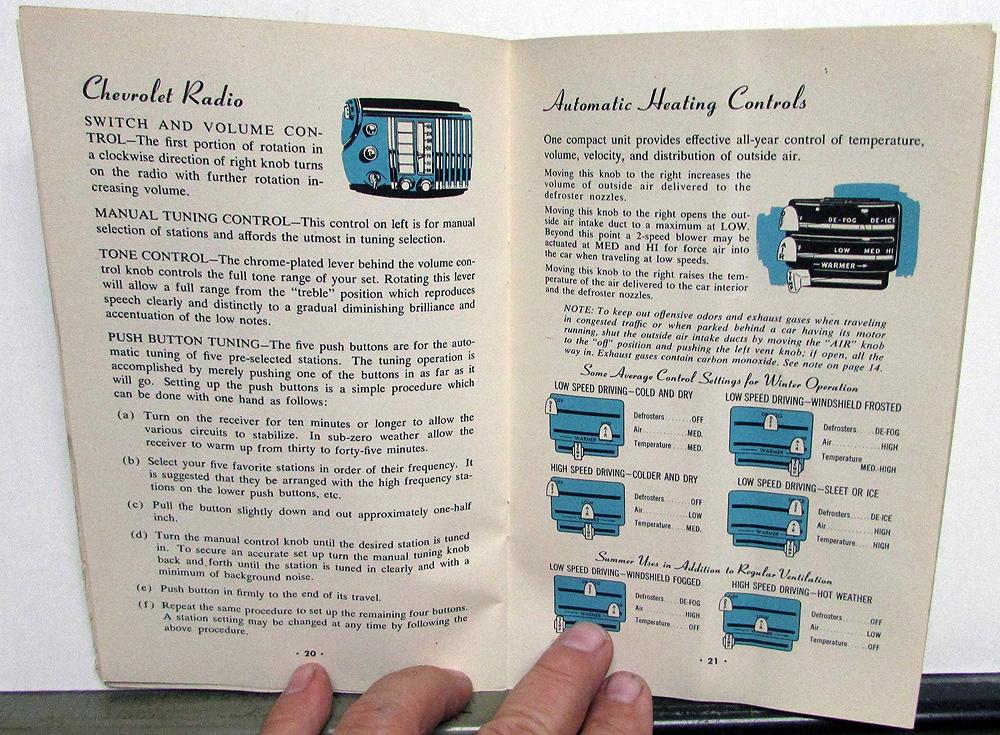 Chevrolet Radio
SWITCH AND VOLUME CON-
TROL—The first portion of rotation in
a clockwise direction of right knob turns
on the radio with further rotation in-
creasing volume.
MANUAL TUNING CONTROL—This control on left is for manual
selection of stations and affords the utmost in tuning selection.
TONE CONTROL—The chrome-plated lever behind the volume con-
trol knob controls the full tone range of your set. Rotating this lever
will allow a full range from the "treble" position which reproduces
speech clearly and distinctly to a gradual diminishing brilliance and
accentuation of the low notes.
PUSH BUTTON TUNING—The five push buttons are for the auto-
matic tuning of five pre-selected stations. The tuning operation is
accomplished by merely pushing one of the buttons in as far as it
will go. Setting up the push buttons is a simple procedure which
can be done with one hand as follows:
(a) Turn on the receiver for ten minutes or longer to allow the
various circuits to stabilize. In sub-zero weather allow the
receiver to warm up from thirty to forty-five minutes.
(b) Select your five favorite stations in order of their frequency. It
is suggested that they be arranged with the high frequency sta-
tions on the lower push buttons, etc.
(c) Pull the button slightly down and out approximately one-half
inch.
(d) Turn the manual control knob until the desired station is tuned
in. To secure an accurate set up turn the manual tuning knob
back and forth until the station is tuned in clearly and with a
minimum of background noise.
(e) Push button in firmly to the end of its travel.
(f) Repeat the same procedure to set up the remaining four buttons.
A station setting may be changed at any time by following the
above procedure.
· 20 ·
Automatic Heating Controls
One compact unit provides effective all-year control of temperature,
volume, velocity, and distribution of outside air.
Moving this knob to the right increases the
volume of outside air delivered to the
defroster nozzles.
Moving this knob to the right opens the out-
side air intake duct to a maximum at LOW.
Beyond this point a 2-speed blower may be
actuated at MED and HI for force air into
the car when traveling at low speeds.
Moving this knob to the right raises the tem-
perature of the air delivered to the car interior
and the defroster nozzles.
DE-FOG DE-ICE
LOW MED HI
WARMER
NOTE: To keep out offensive odors and exhaust gases when traveling
in congested traffic or when parked behind a car having its motor
running, shut the outside air intake ducts by moving the "AIR" knob
to the "off" position and pushing the left vent knob; if open, all the
way in. Exhaust gases contain carbon monoxide. See note on page 14.
Some Average Control Settings for Winter Operation
LOW SPEED DRIVING—COLD AND DRY
OFF
WARMER
Defrosters....OFF
Air..........MED.
Temperature....MED.
LOW SPEED DRIVING—WINDSHIELD FROSTED
WARMER
Defrosters......DE-FOG
Air............HIGH
Temperature
MED.-HIGH
HIGH SPEED DRIVING—COLDER AND DRY
OFF
LOW
WARMER
Defrosters.....OFF
Air............LOW
Temperature....MED.
LOW SPEED DRIVING—SLEET OR ICE
WARMER
Defrosters......DE-ICE
Air............HIGH
Temperature.....HIGH
Summer Uses in Addition to Regular Ventilation
LOW SPEED DRIVING—WINDSHIELD FOGGED
Defrosters....DE-FOG
Air..........HIGH
Temperature....OFF
HIGH SPEED DRIVING—HOT WEATHER
OFF
WARMER
Defrosters........OFF
Air............LOW
Temperature.....OFF
· 21 ·